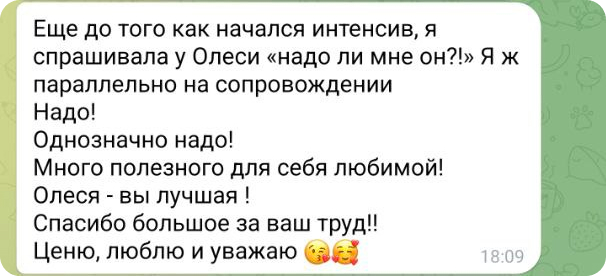 Еще до того как начался интенсив, я
спрашивала у Олеси «надо ли мне он?!» Я ж
параллельно на сопровождении
Надо!
Однозначно надо!
Много полезного для себя любимой!
Олеся - вы лучшая !
Спасибо большое за ваш труд!!
Ценю, люблю и уважаю 😘🥰
18:09